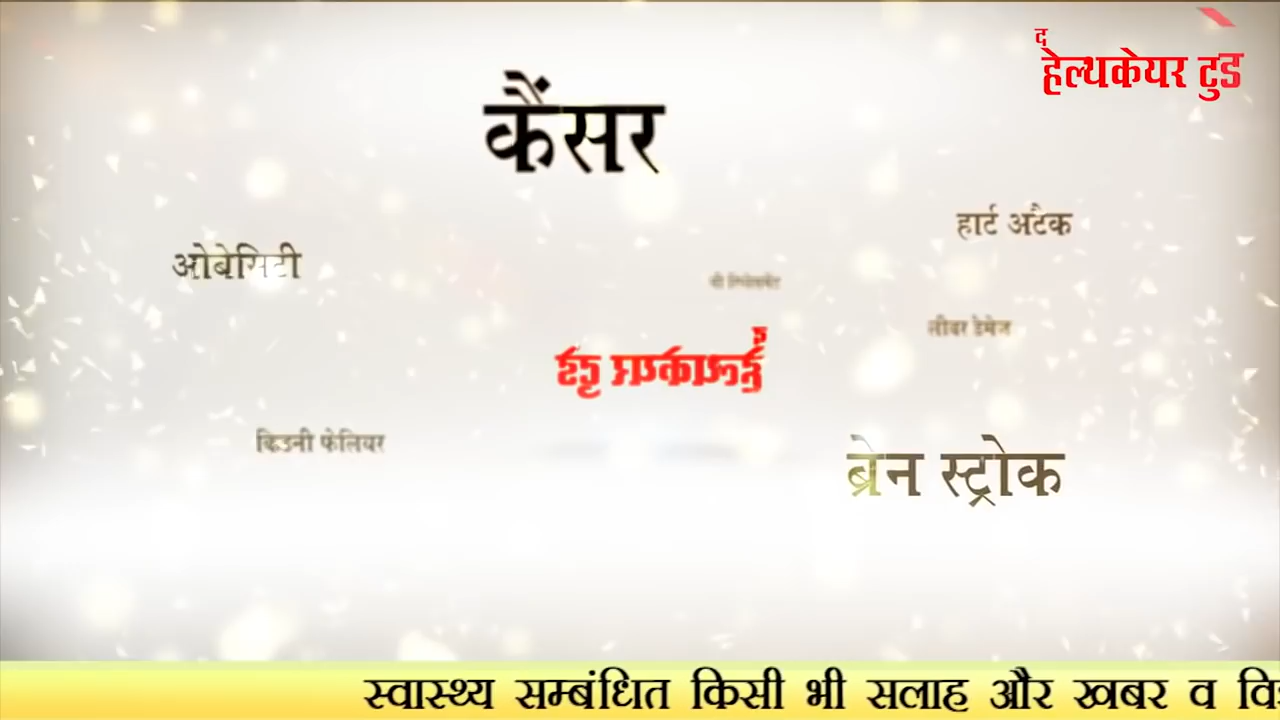 द
हेल्थकेयर टुडे
कैंसर
हार्ट अटैक
ओबेसिटी
लीवर डैमेज
किडनी फेलियर
ब्रेन स्ट्रोक
स्वास्थ्य सम्बंधित किसी भी सलाह और खबर व